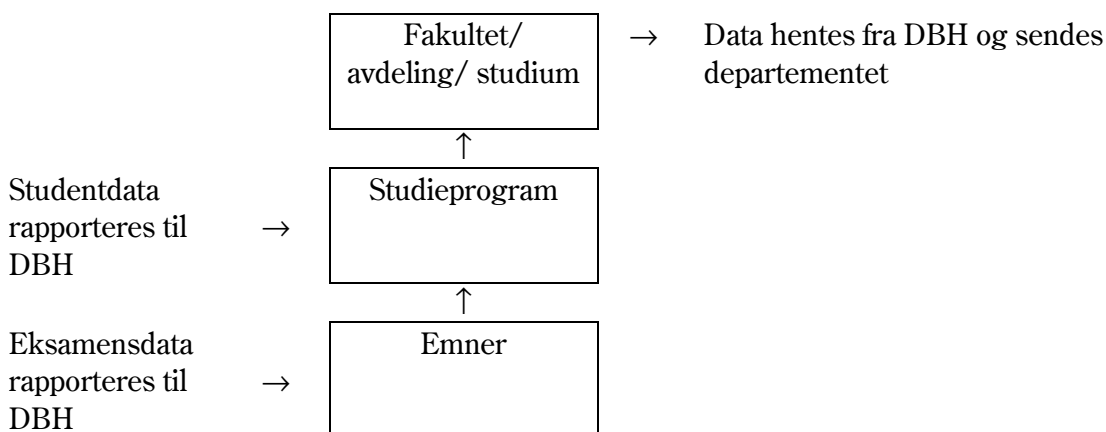 Fakultet/
avdeling/ studium
→ Data hentes fra DBH og sendes
departementet
↑
Studentdata
rapporteres til
DBH
→
Studieprogram
↑
Eksamensdata
rapporteres til
DBH
→
Emner